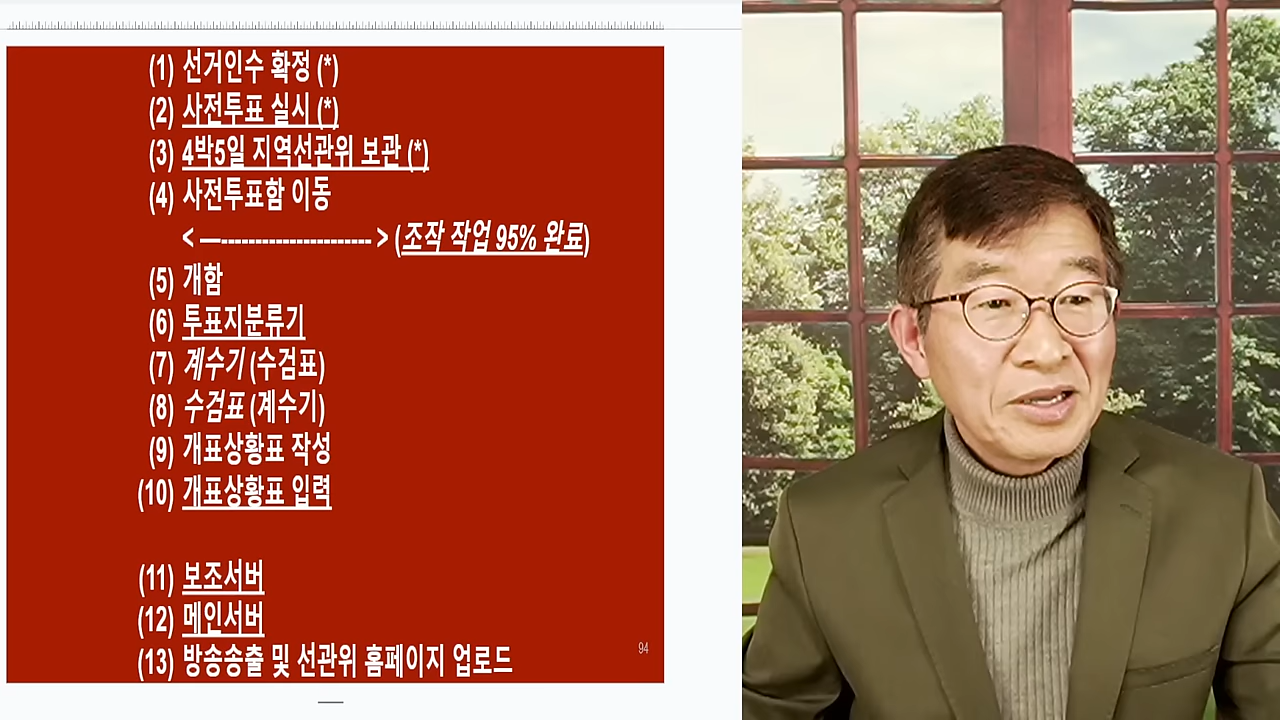 (1) 선거인수 확정 (*)
(2) 사전투표 실시 (*)
(3) 4박5일 지역선관위 보관 (*)
(4) 사전투표함 이동
< —---------------------- > (조작 작업 95% 완료)
(5) 개함
(6) 투표지분류기
(7) 계수기 (수검표)
(8) 수검표 (계수기)
(9) 개표상황표 작성
(10) 개표상황표 입력
(11) 보조서버
(12) 메인서버
(13) 방송송출 및 선관위 홈페이지 업로드
94